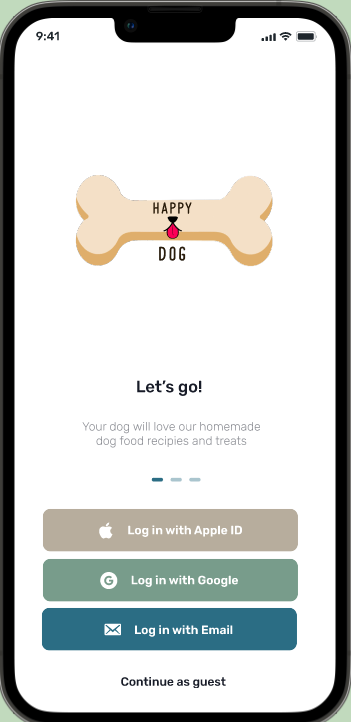 9:41
HAPPY
DOG
Let's go!
Your dog will love our homemade
dog food recipies and treats
Log in with Apple ID
G Log in with Google
Log in with Email
Continue as guest